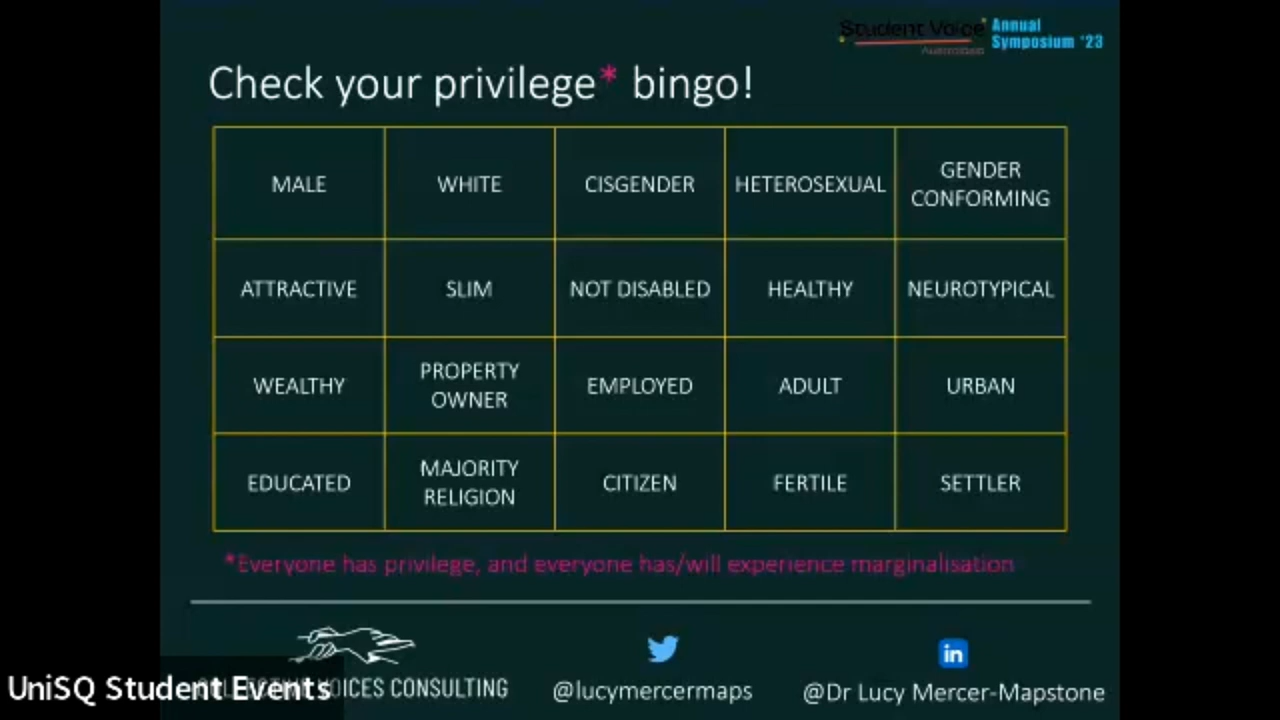 Student Voice
Australian
Annual
Symposium '23
Check your privilege* bingo!
MALE
WHITE
CISGENDER
HETEROSEXUAL
GENDER
CONFORMING
ATTRACTIVE
SLIM
NOT DISABLED
HEALTHY
NEUROTYPICAL
WEALTHY
PROPERTY
OWNER
EMPLOYED
ADULT
URBAN
EDUCATED
MAJORITY
RELIGION
CITIZEN
FERTILE
SETTLER
*Everyone has privilege, and everyone has/will experience marginalisation
in
VOICES CONSULTING
UniSQ Student Events
@lucymercermaps
@Dr Lucy Mercer-Mapstone